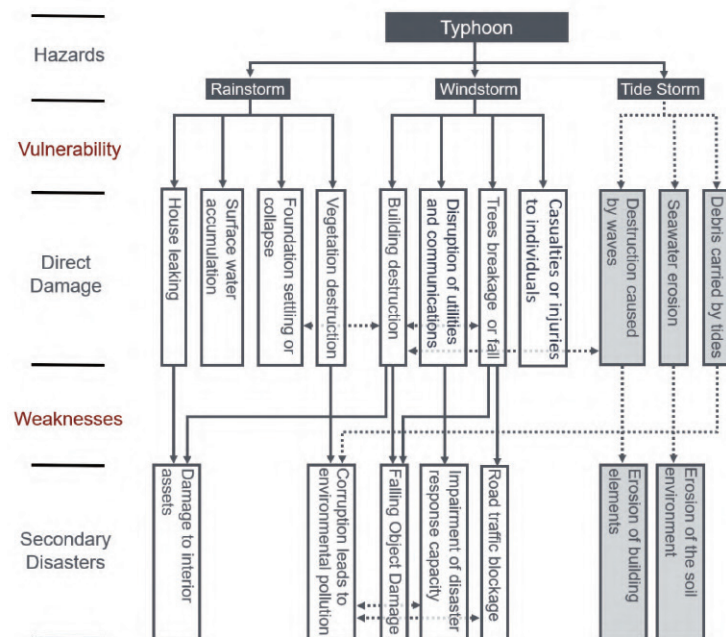 Typhoon
Hazards
Rainstorm
Windstorm
Tide Storm
Vulnerability
Direct
Damage
House leaking
Surface water
accumulation
Foundation settling or
collapse
Vegetation destruction
Building destruction
Disruption of utilities
and communications
Trees breakage or fall
Casualties or injuries
to individuals
Destruction caused
by waves
Seawater erosion
Debris carried by tides
Weaknesses
Secondary
Disasters
Damage to interior
assets
Corruption leads to
environmental pollution
Falling Object Damage
Impairment of disaster
response capacity
Road traffic blockage
Erosion of building
elements
Erosion of the soil
environment